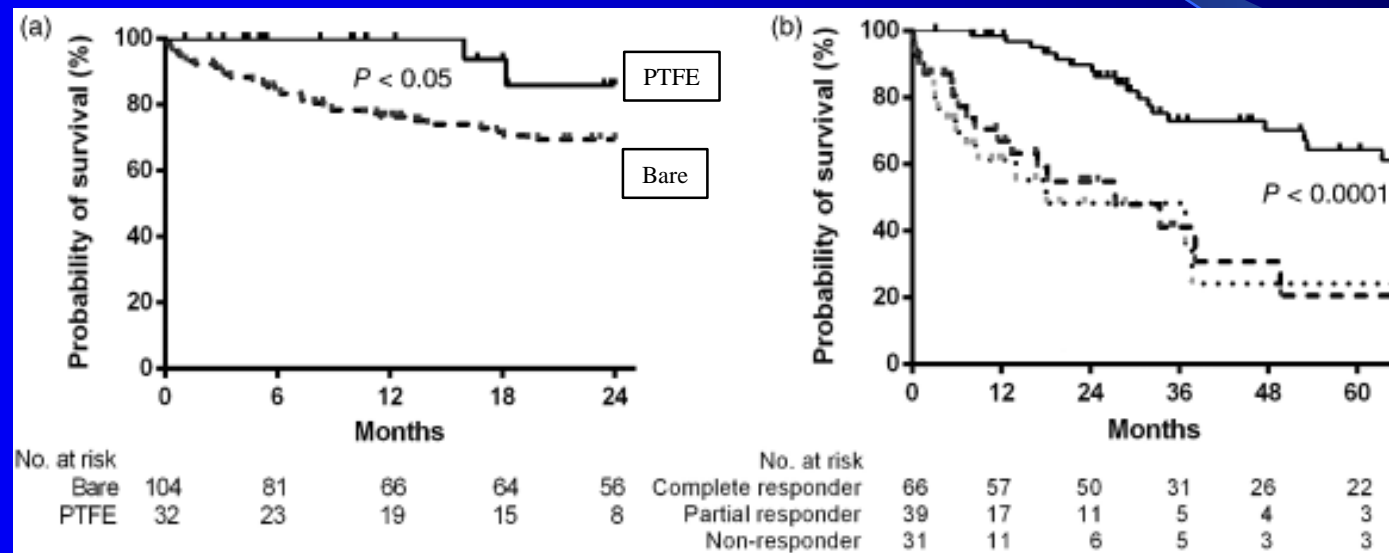 (a)
Probability of survival (%)
100
80
60
40
20
0
P < 0.05
PTFE
Bare
0 6 12 18 24
Months
No. at risk
Bare 104 81 66 64 56
PTFE 32 23 19 15 8
(b)
Probability of survival (%)
100
80
60
40
20
0
P < 0.0001
0 12 24 36 48 60
Months
No. at risk
Complete responder 66 57 50 31 26 22
Partial responder 39 17 11 5 4 3
Non-responder 31 11 6 5 3 3